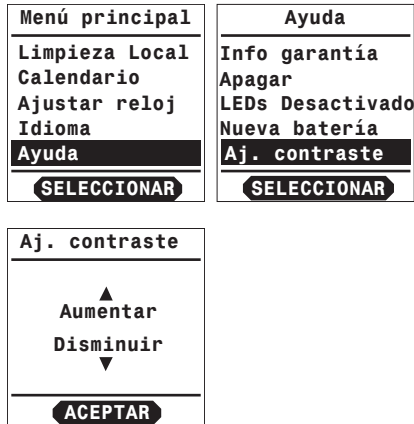 Menú principal
Limpieza Local
Calendario
Ajustar reloj
Idioma
Ayuda
SELECCIONAR
Ayuda
Info garantía
Apagar
LEDs Desactivado
Nueva batería
Aj. contraste
SELECCIONAR
Aj. contraste
Aumentar
Disminuir
ACEPTAR